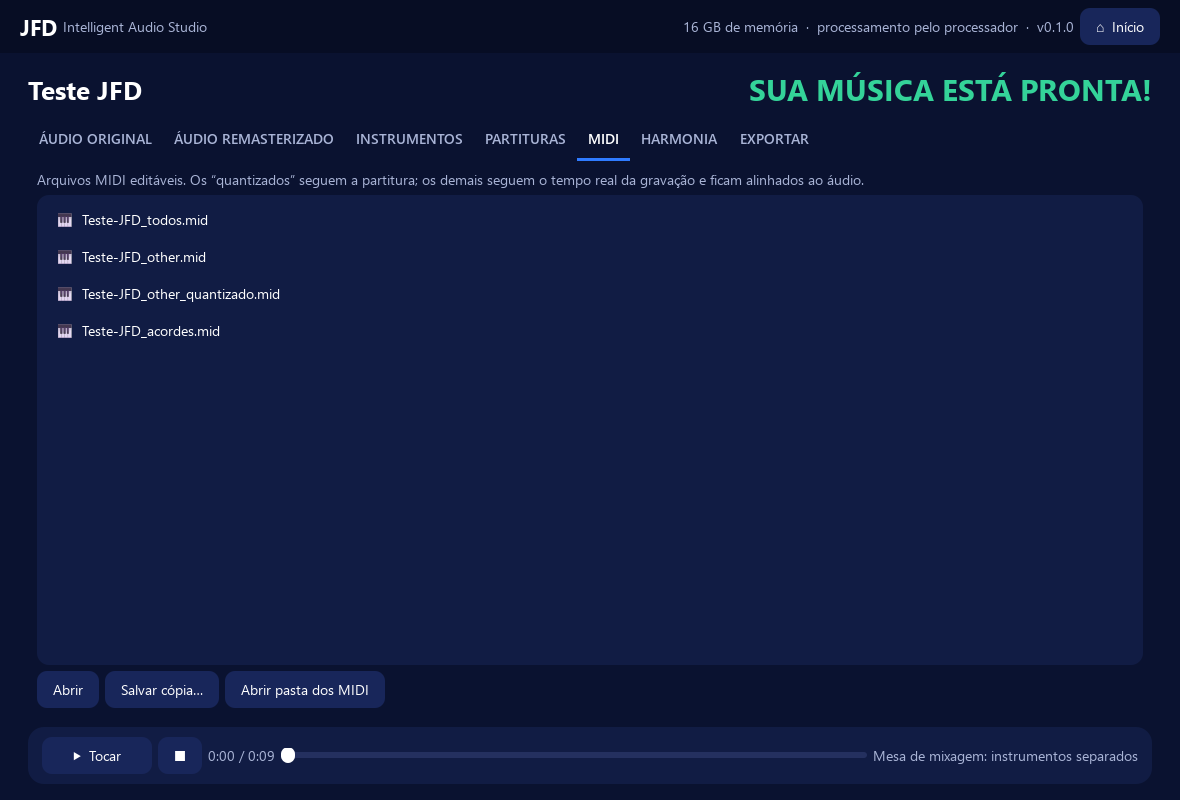 JFD Intelligent Audio Studio
16 GB de memória · processamento pelo processador · v0.1.0
⌂ Início
Teste JFD
SUA MÚSICA ESTÁ PRONTA!
ÁUDIO ORIGINAL
ÁUDIO REMASTERIZADO
INSTRUMENTOS
PARTITURAS
MIDI
HARMONIA
EXPORTAR
Arquivos MIDI editáveis. Os “quantizados” seguem a partitura; os demais seguem o tempo real da gravação e ficam alinhados ao áudio.
Teste-JFD_todos.mid
Teste-JFD_other.mid
Teste-JFD_other_quantizado.mid
Teste-JFD_acordes.mid
Abrir
Salvar cópia...
Abrir pasta dos MIDI
Tocar
0:00 / 0:09
Mesa de mixagem: instrumentos separados